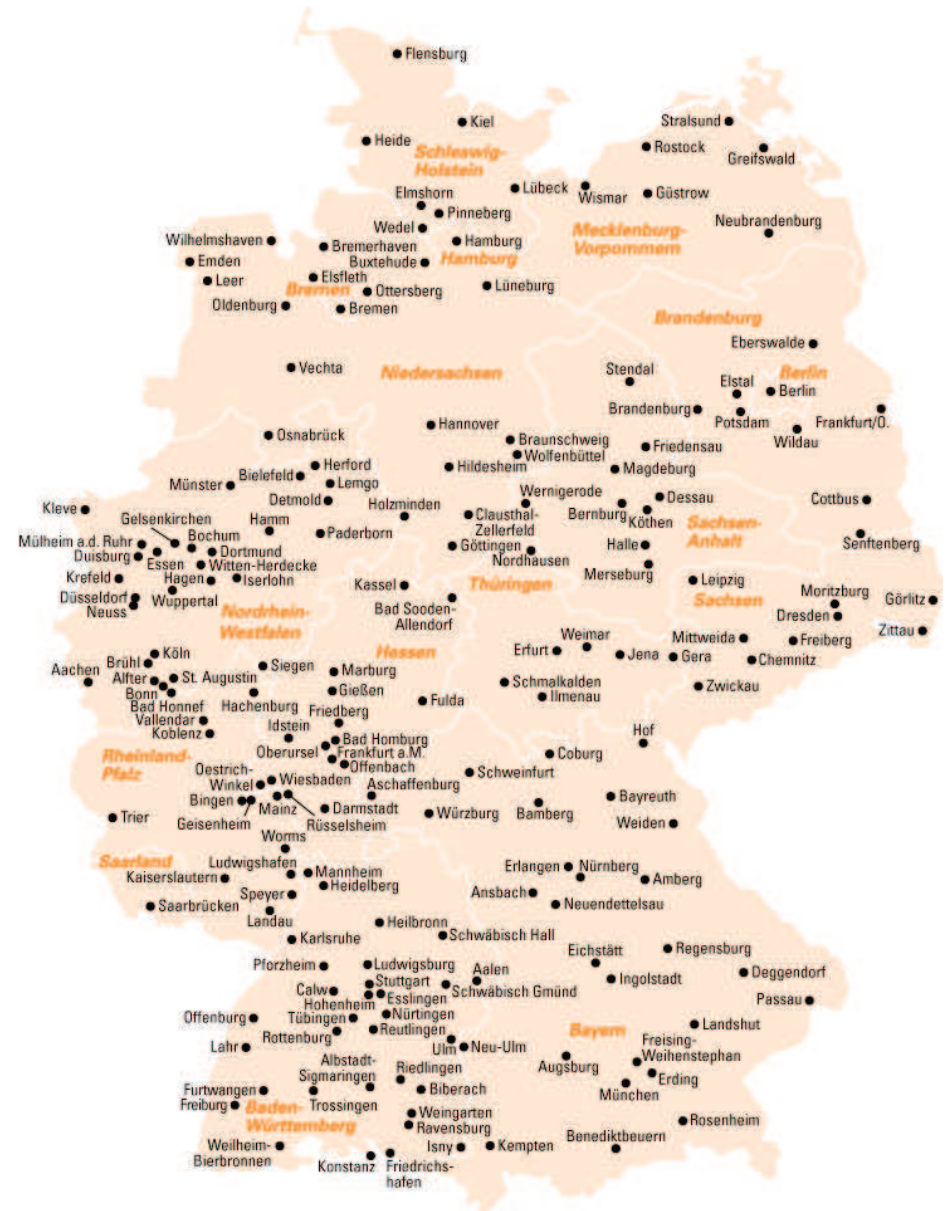 Flensburg
Kiel
Stralsund
Heide
Rostock
Greifswald
Schleswig-
Holstein
Lübeck
Wismar
Güstrow
Elmshorn
Pinneberg
Neubrandenburg
Wedel
Mecklenburg-
Vorpommern
Wilhelmshaven
Bremerhaven
Hamburg
Emden
Buxtehude
Hamburg
Leer
Elsfleth
Bremen
Ottersberg
Lüneburg
Oldenburg
Bremen
Brandenburg
Eberswalde
Vechta
Niedersachsen
Stendal
Berlin
Elstal
Berlin
Brandenburg
Potsdam
Frankfurt/O.
Wildau
Hannover
Osnabrück
Braunschweig
Wolfenbüttel
Friedensau
Herford
Hildesheim
Magdeburg
Bielefeld
Lemgo
Münster
Detmold
Holzminden
Wernigerode
Dessau
Cottbus
Kleve
Bernburg
Köthen
Gelsenkirchen
Hamm
Paderborn
Clausthal-
Zellerfeld
Sachsen-
Anhalt
Mülheim a.d. Ruhr
Bochum
Dortmund
Göttingen
Nordhausen
Halle
Senftenberg
Duisburg
Essen
Witten-Herdecke
Merseburg
Krefeld
Hagen
Iserlohn
Kassel
Thüringen
Leipzig
Düsseldorf
Neuss
Wuppertal
Nordrhein-
Westfalen
Bad Sooden-
Allendorf
Sachsen
Moritzburg
Dresden
Görlitz
Zittau
Hessen
Weimar
Erfurt
Jena
Mittweida
Gera
Freiberg
Chemnitz
Köln
Brühl
Aachen
Alfter
St. Augustin
Siegen
Marburg
Bonn
Gießen
Schmalkalden
Ilmenau
Zwickau
Bad Honnef
Hachenburg
Fulda
Vallendar
Koblenz
Friedberg
Idstein
Hof
Rheinland-
Pfalz
Oberursel
Bad Homburg
Frankfurt a.M.
Offenbach
Coburg
Oestrich-
Winkel
Wiesbaden
Schweinfurt
Aschaffenburg
Bingen
Mainz
Darmstadt
Würzburg
Bamberg
Bayreuth
Trier
Geisenheim
Rüsselsheim
Weiden
Worms
Saarland
Ludwigshafen
Mannheim
Erlangen
Nürnberg
Kaiserslautern
Heidelberg
Amberg
Speyer
Ansbach
Saarbrücken
Neuendettelsau
Landau
Heilbronn
Karlsruhe
Schwäbisch Hall
Eichstätt
Regensburg
Pforzheim
Ludwigsburg
Aalen
Deggendorf
Stuttgart
Ingolstadt
Calw
Schwäbisch Gmünd
Hohenheim
Esslingen
Passau
Offenburg
Tübingen
Nürtingen
Landshut
Rottenburg
Reutlingen
Bayern
Lahr
Ulm
Neu-Ulm
Freising-
Weihenstephan
Augsburg
Albstadt-
Sigmaringen
Riedlingen
Erding
München
Furtwangen
Trossingen
Biberach
Freiburg
Baden-
Württemberg
Weingarten
Ravensburg
Rosenheim
Weilheim-
Bierbronnen
Isny
Kempten
Benediktbeuern
Konstanz
Friedrichs-
hafen